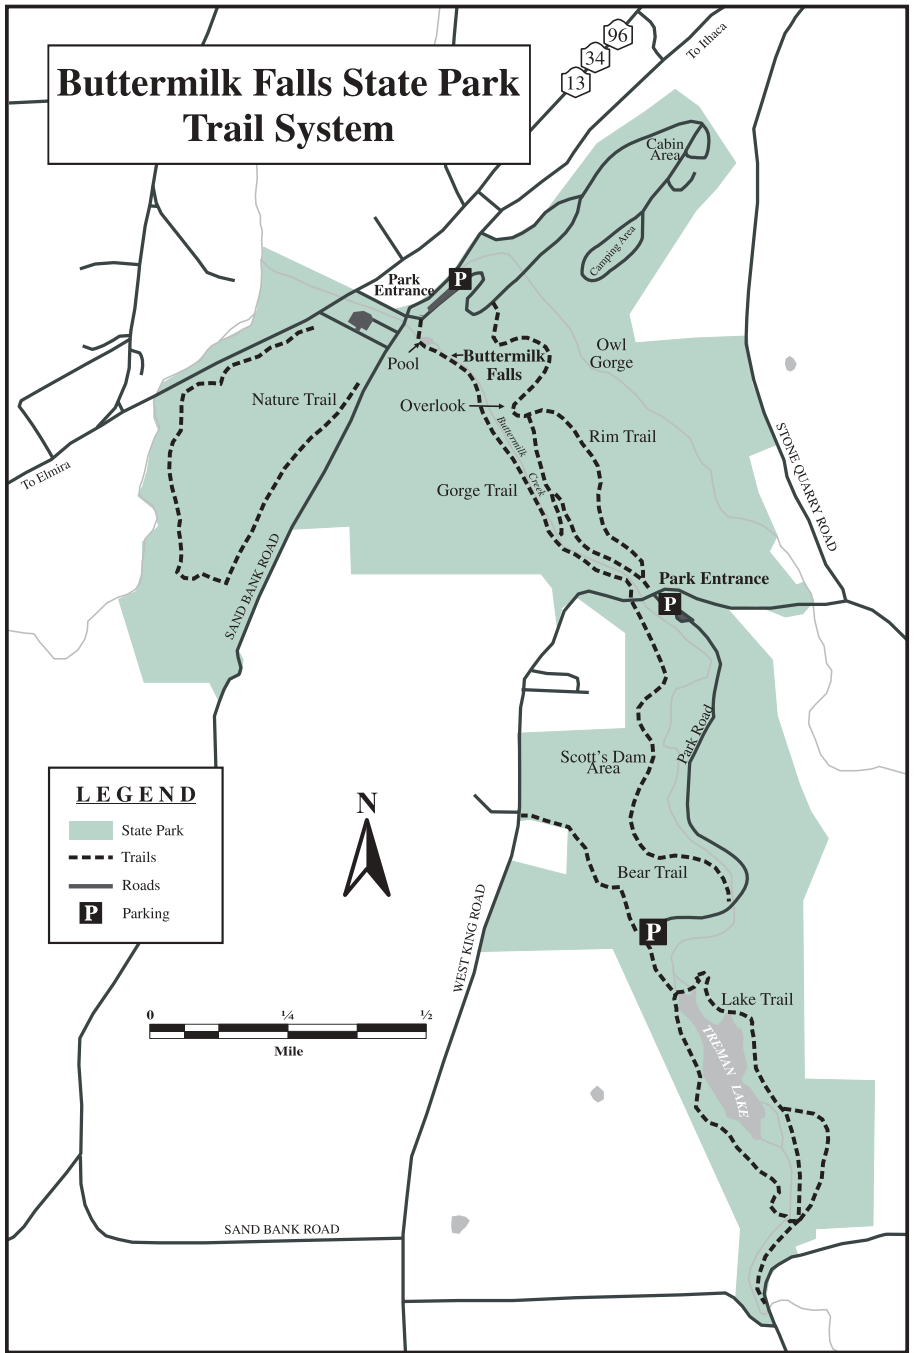 Buttermilk Falls State Park
Trail System
96
34
13
To Ithaca
Cabin
Area
Camping Area
Park
Entrance
P
Pool
Buttermilk
Falls
Owl
Gorge
Nature Trail
Overlook
Buttermilk
Creek
Rim Trail
To Elmira
Gorge Trail
STONE QUARRY ROAD
SAND BANK ROAD
Park Entrance
P
Park Road
Scott's Dam
Area
LEGEND
State Park
Trails
Roads
P Parking
N
Bear Trail
WEST KING ROAD
P
Lake Trail
TREMAN LAKE
0 ¼ ½
Mile
SAND BANK ROAD